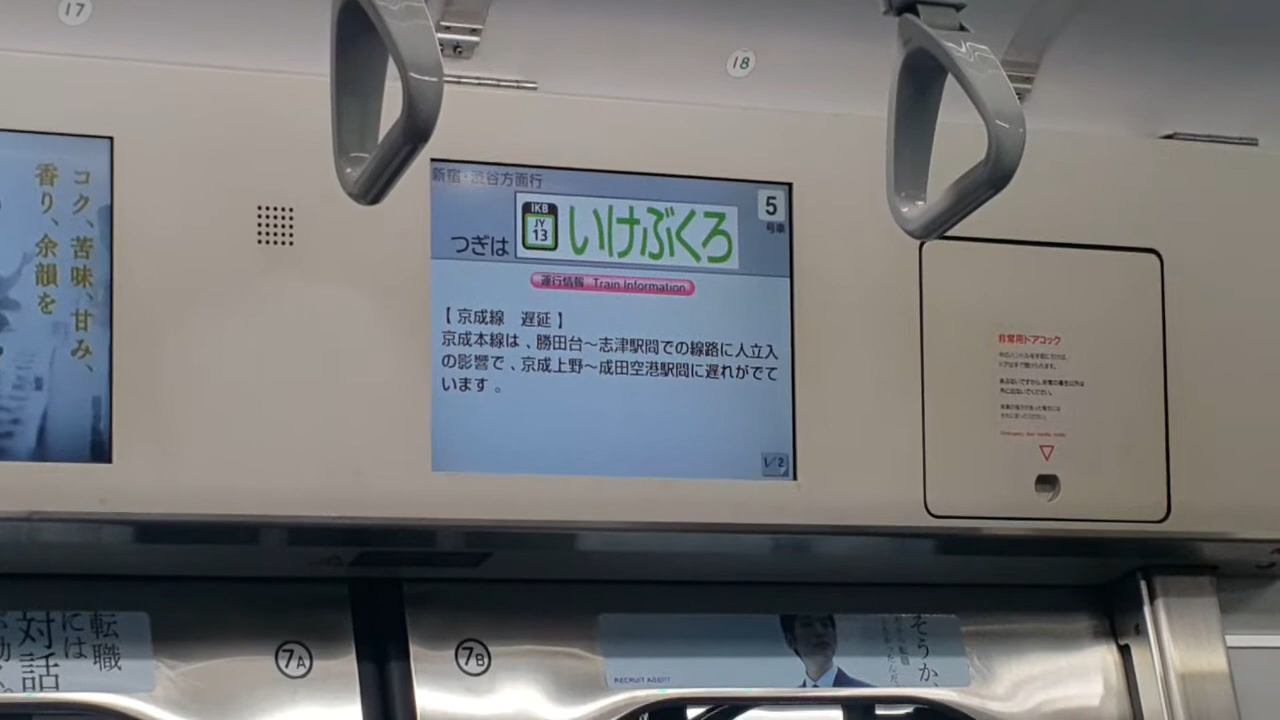 17
18
コク、苦味、甘み、
香り、余韻を
新宿・渋谷方面行
5
号車
つぎは
IKB
JY
13
いけぶくろ
運行情報 Train Information
【 京成線 遅延 】
京成本線は 、勝田台～志津駅間での線路に人立入
の影響で 、京成上野～成田空港駅間に遅れがでて
います 。
1/2
非常用ドアコック
転職
には
対話
7A
7B
RECRUIT AGENT
そうか、